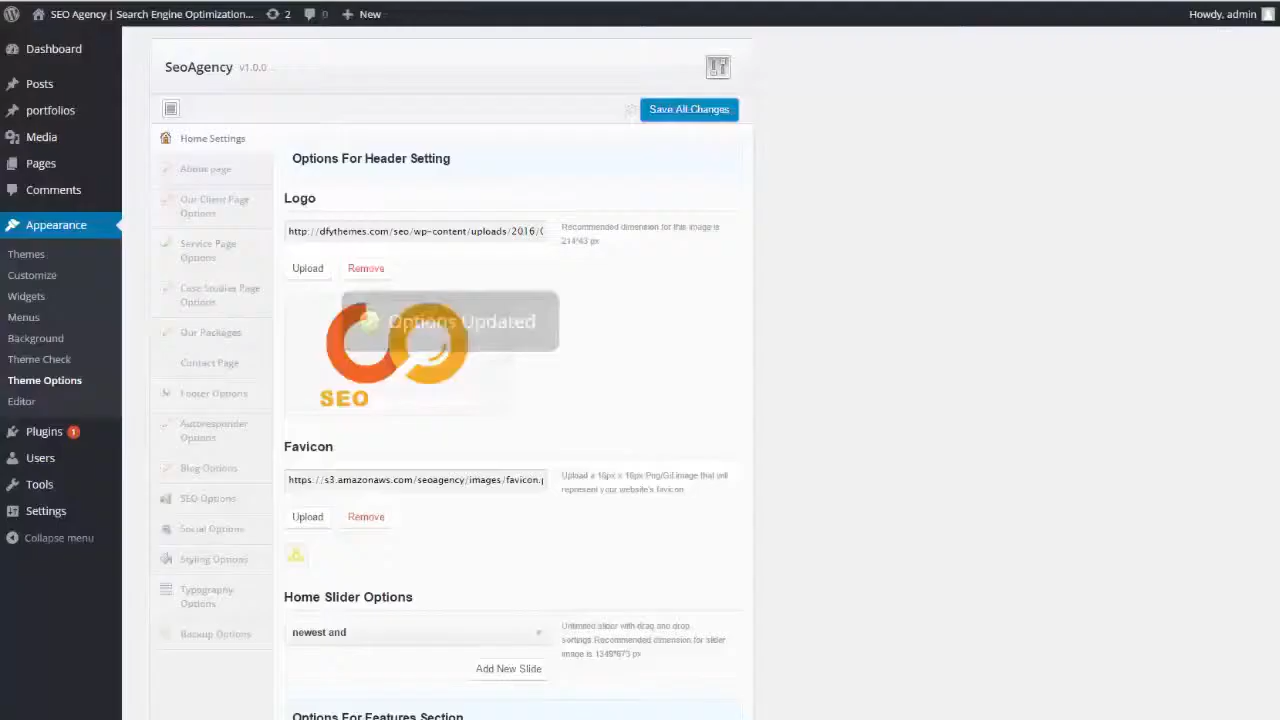 SEO Agency | Search Engine Optimization... 2 0 New Howdy, admin
Dashboard
Posts
portfolios
Media
Pages
Comments
Appearance
Themes
Customize
Widgets
Menus
Background
Theme Check
Theme Options
Editor
Plugins 1
Users
Tools
Settings
Collapse menu
SeoAgency v1.0.0
Save All Changes
Home Settings
About page
Our Client Page
Options
Service Page
Options
Case Studies Page
Options
Our Packages
Contact Page
Footer Options
Autoresponder
Options
Blog Options
SEO Options
Social Options
Styling Options
Typography
Options
Backup Options
Options For Header Setting
Logo
http://dfythemes.com/seo/wp-content/uploads/2016/0
Recommended dimension for this image is
214*43 px
Upload Remove
Options Updated
SEO
Favicon
https://s3.amazonaws.com/seoagency/images/favicon.p
Upload a 16px x 16px Png/Gif image that will
represent your website's favicon
Upload Remove
Home Slider Options
newest and
Unlimited slider with drag and drop
sortings.Recommended dimension for slider
image is 1349*673 px
Add New Slide
Options For Features Section